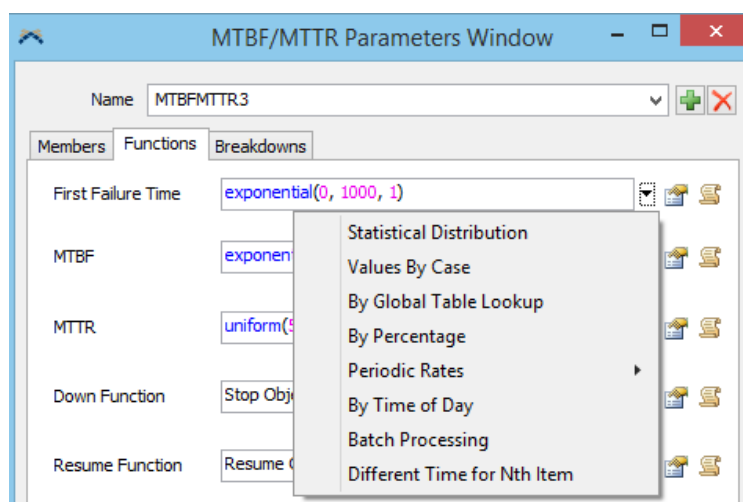 MTBF/MTTR Parameters Window
Name MTBFMTTR3
Members Functions Breakdowns
First Failure Time exponential(0, 1000, 1)
Statistical Distribution
MTBF exponent
Values By Case
By Global Table Lookup
MTTR uniform(5
By Percentage
Periodic Rates
Down Function Stop Obj
By Time of Day
Batch Processing
Resume Function Resume
Different Time for Nth Item